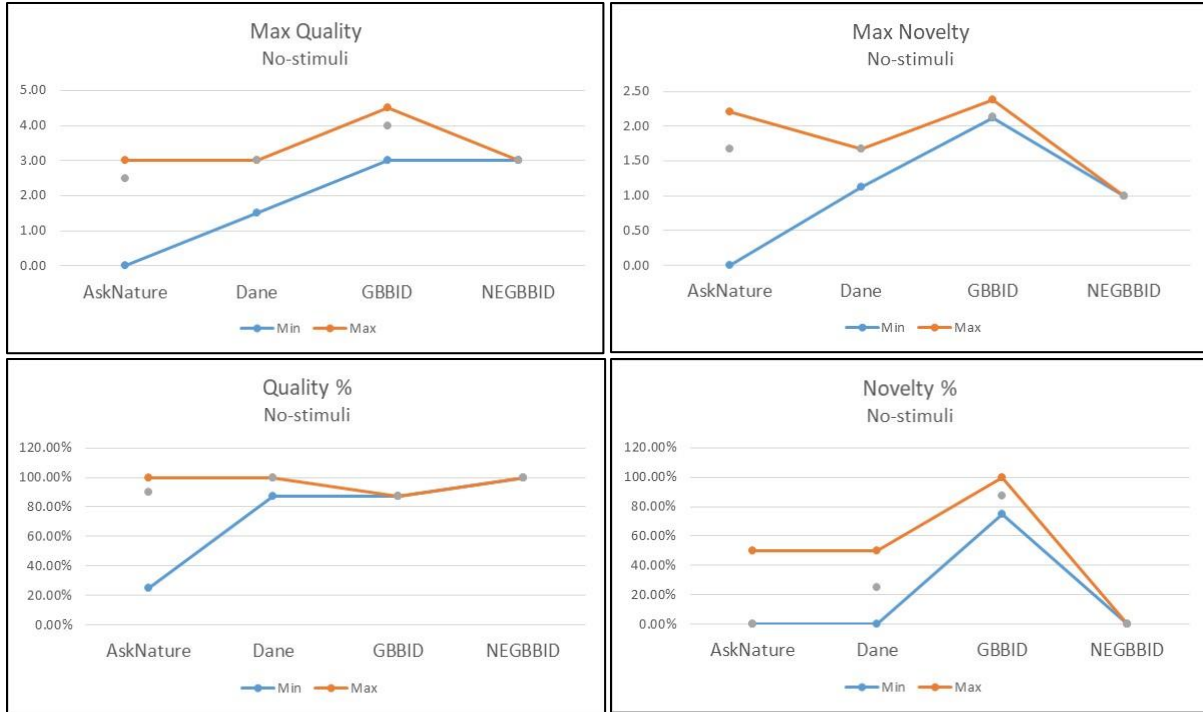 Max Quality
No-stimuli
5.00
4.00
3.00
2.00
1.00
0.00
AskNature Dane GBBID NEGBBID
Min Max
Max Novelty
No-stimuli
2.50
2.00
1.50
1.00
0.50
0.00
AskNature Dane GBBID NEGBBID
Min Max
Quality %
No-stimuli
120.00%
100.00%
80.00%
60.00%
40.00%
20.00%
0.00%
AskNature Dane GBBID NEGBBID
Min Max
Novelty %
No-stimuli
120.00%
100.00%
80.00%
60.00%
40.00%
20.00%
0.00%
AskNature Dane GBBID NEGBBID
Min Max